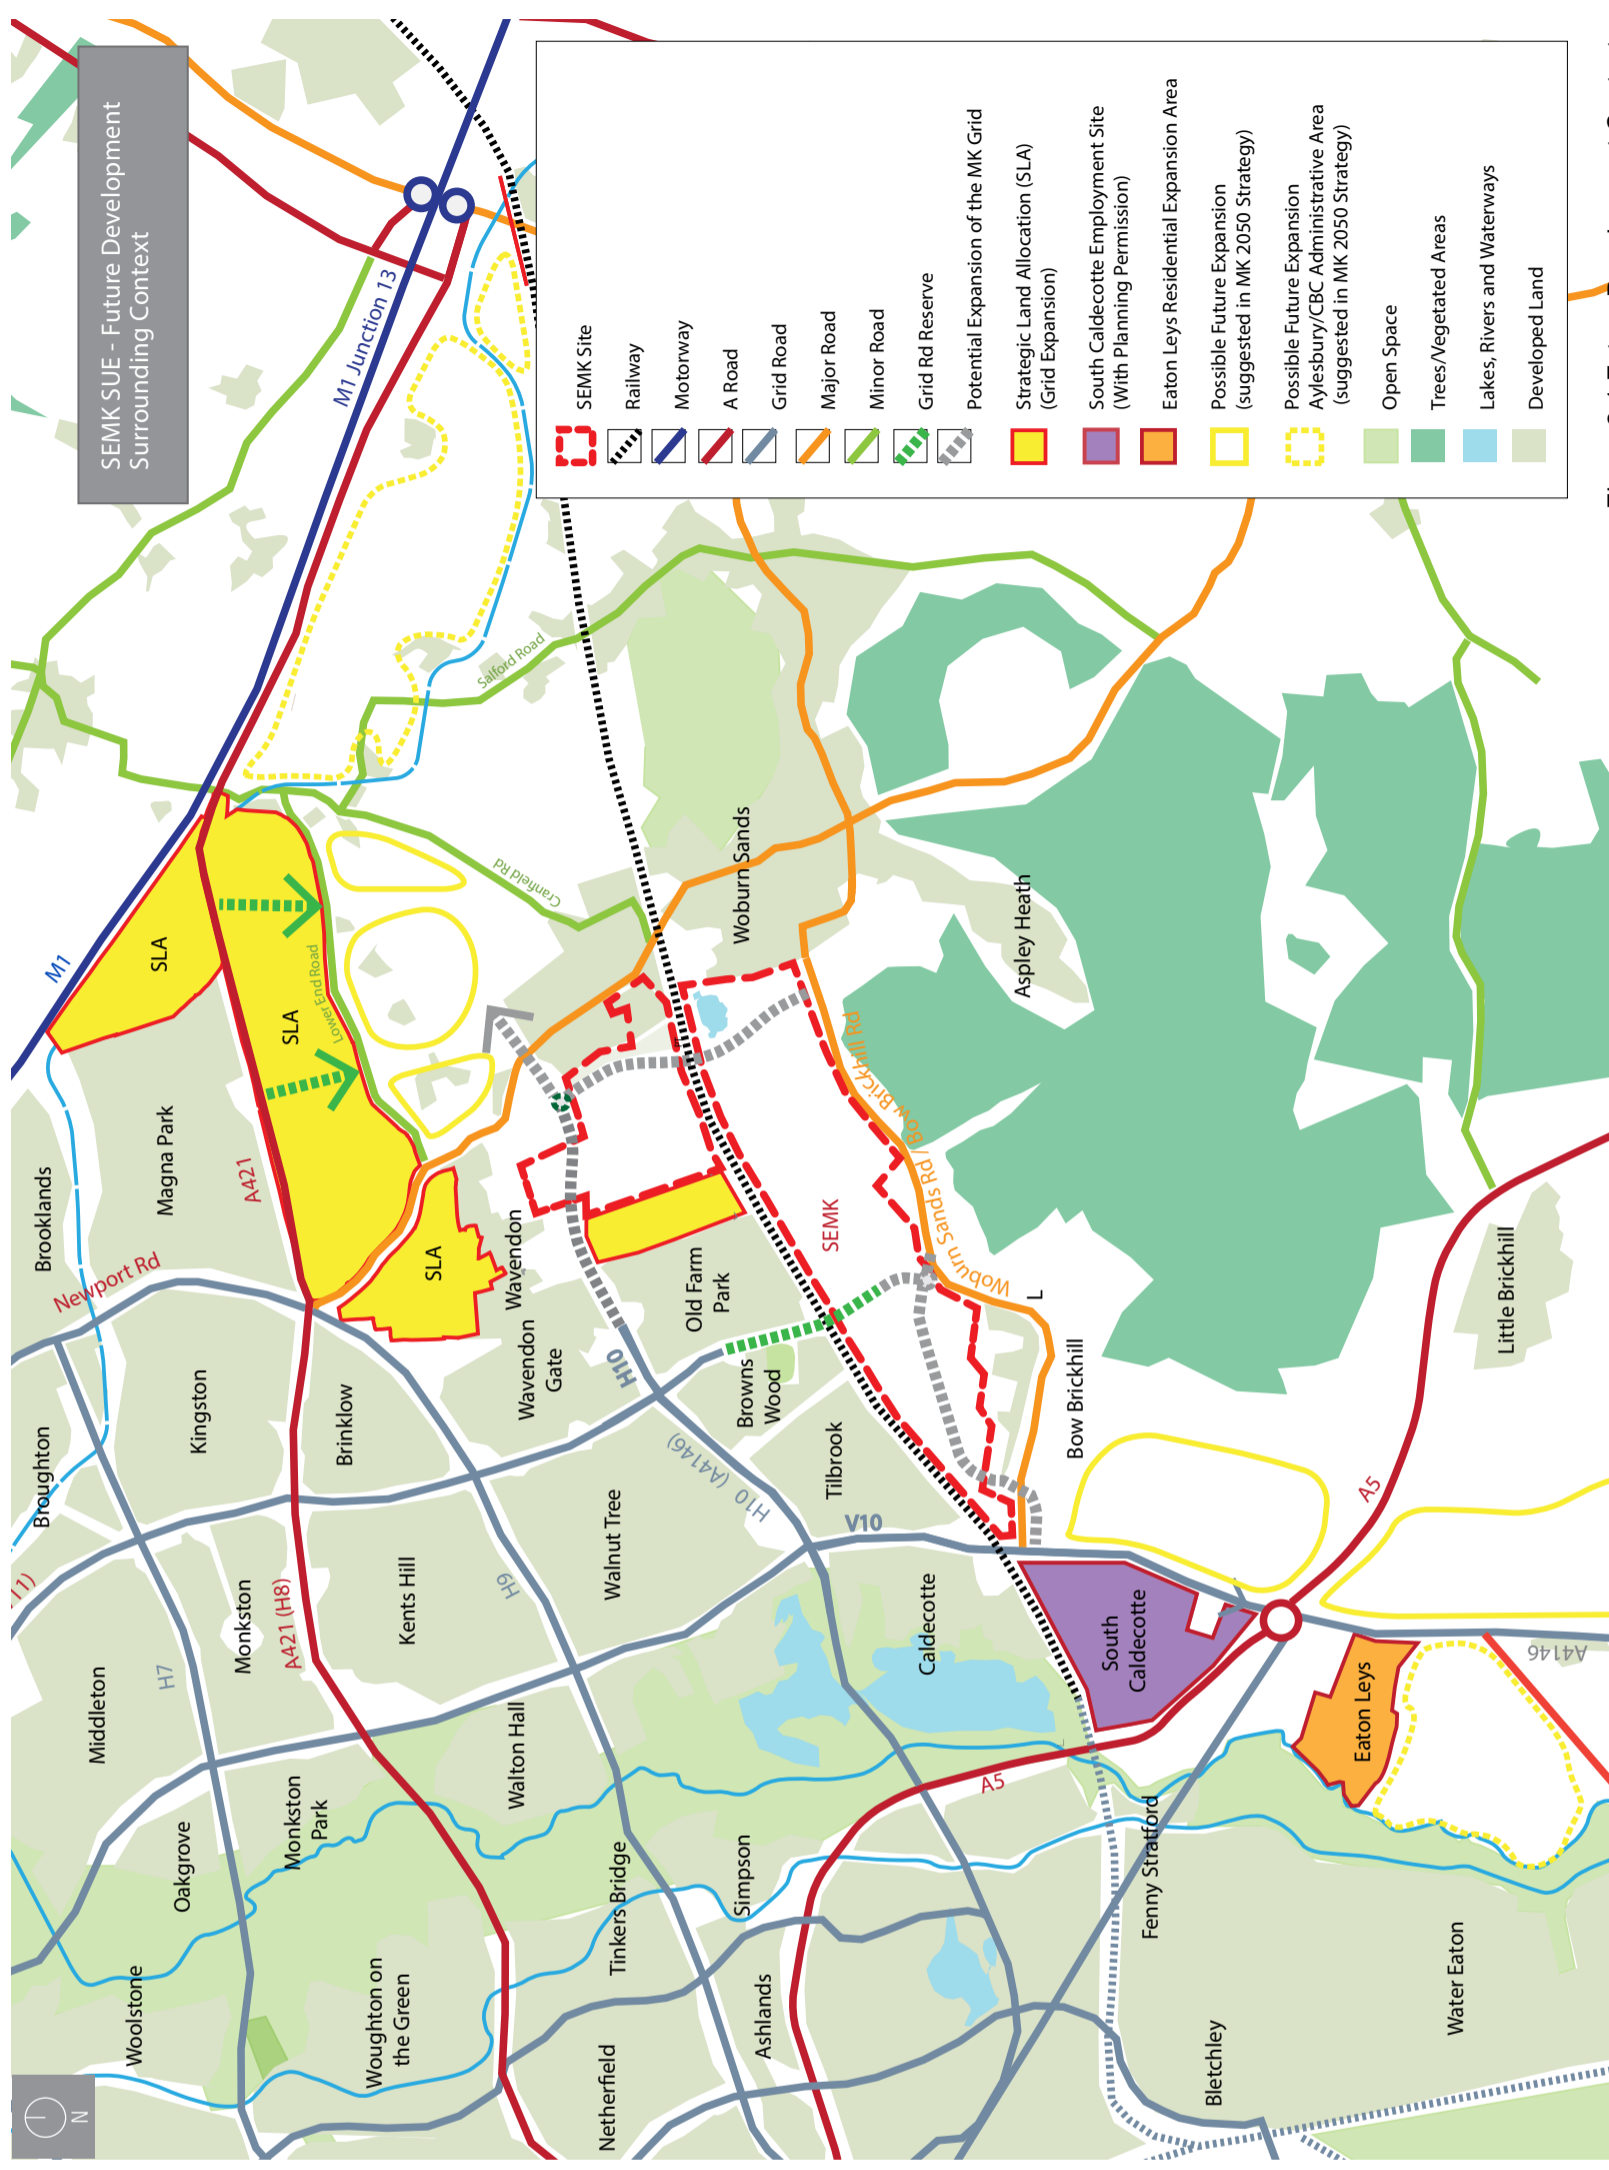 SEMK SUE - Future Development
Surrounding Context
SEMK Site
Railway
Motorway
A Road
Grid Road
Major Road
Minor Road
Grid Rd Reserve
Potential Expansion of the MK Grid
Strategic Land Allocation (SLA)
(Grid Expansion)
South Caldecotte Employment Site
(With Planning Permission)
Eaton Leys Residential Expansion Area
Possible Future Expansion
(suggested in MK 2050 Strategy)
Possible Future Expansion
Aylesbury/CBC Administrative Area
(suggested in MK 2050 Strategy)
Open Space
Trees/Vegetated Areas
Lakes, Rivers and Waterways
Developed Land
N
Woolstone
Oakgrove
Middleton
Broughton
Brooklands
M1
M1 Junction 13
Magna Park
SLA
SLA
SLA
Lower End Road
A421
Newport Rd
Kingston
Brinklow
Monkston
A421 (H8)
11)
H7
Monkston
Park
Kents Hill
H9
Woughton on
the Green
Walton Hall
Walnut Tree
Wavendon
Gate
Wavendon
H10
H10 (A4146)
Old Farm
Park
Browns
Wood
Tilbrook
V10
SEMK
Salford Road
Cranfield Rd
Woburn Sands
Aspley Heath
Woburn Sands Rd / Bow Brickhill Rd
L
Bow Brickhill
Little Brickhill
Netherfield
Tinkers Bridge
Simpson
Ashlands
Caldecotte
South
Caldecotte
A5
A5
Fenny Stratford
Eaton Leys
A4146
Bletchley
Water Eaton